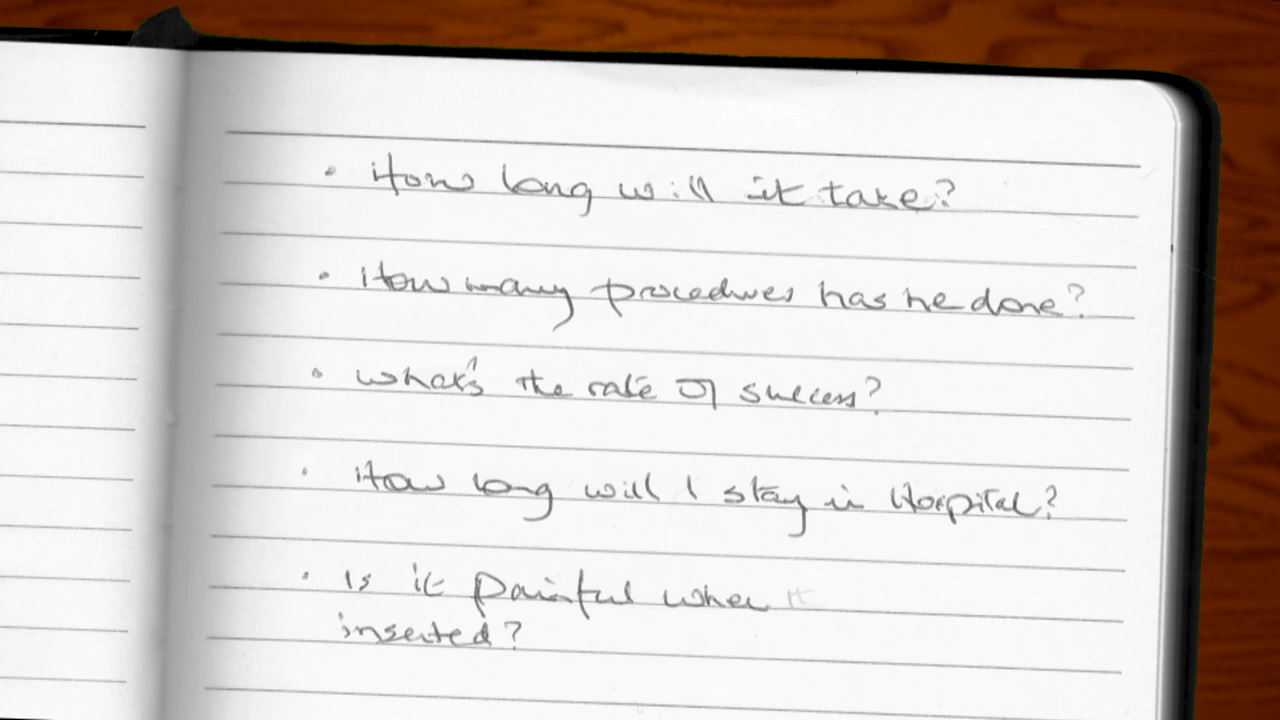 • How long will it take?
• How many procedures has he done?
• what's the rate of success?
• How long will I stay in Hospital?
• Is it painful when it
inserted?